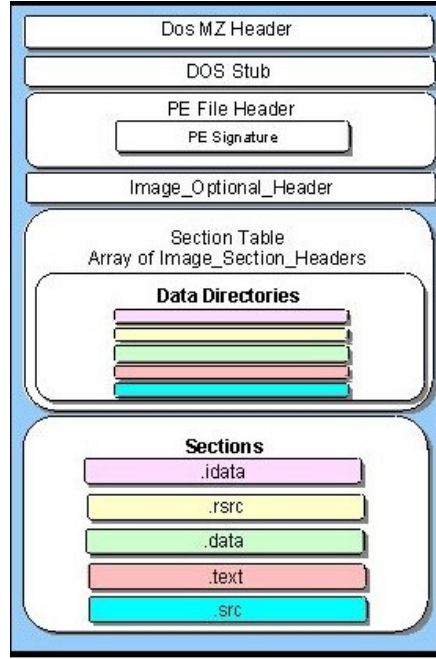 Dos MZ Header
DOS Stub
PE File Header
PE Signature
Image_Optional_Header
Section Table
Array of Image_Section_Headers
Data Directories
Sections
.idata
.rsrc
.data
.text
.src